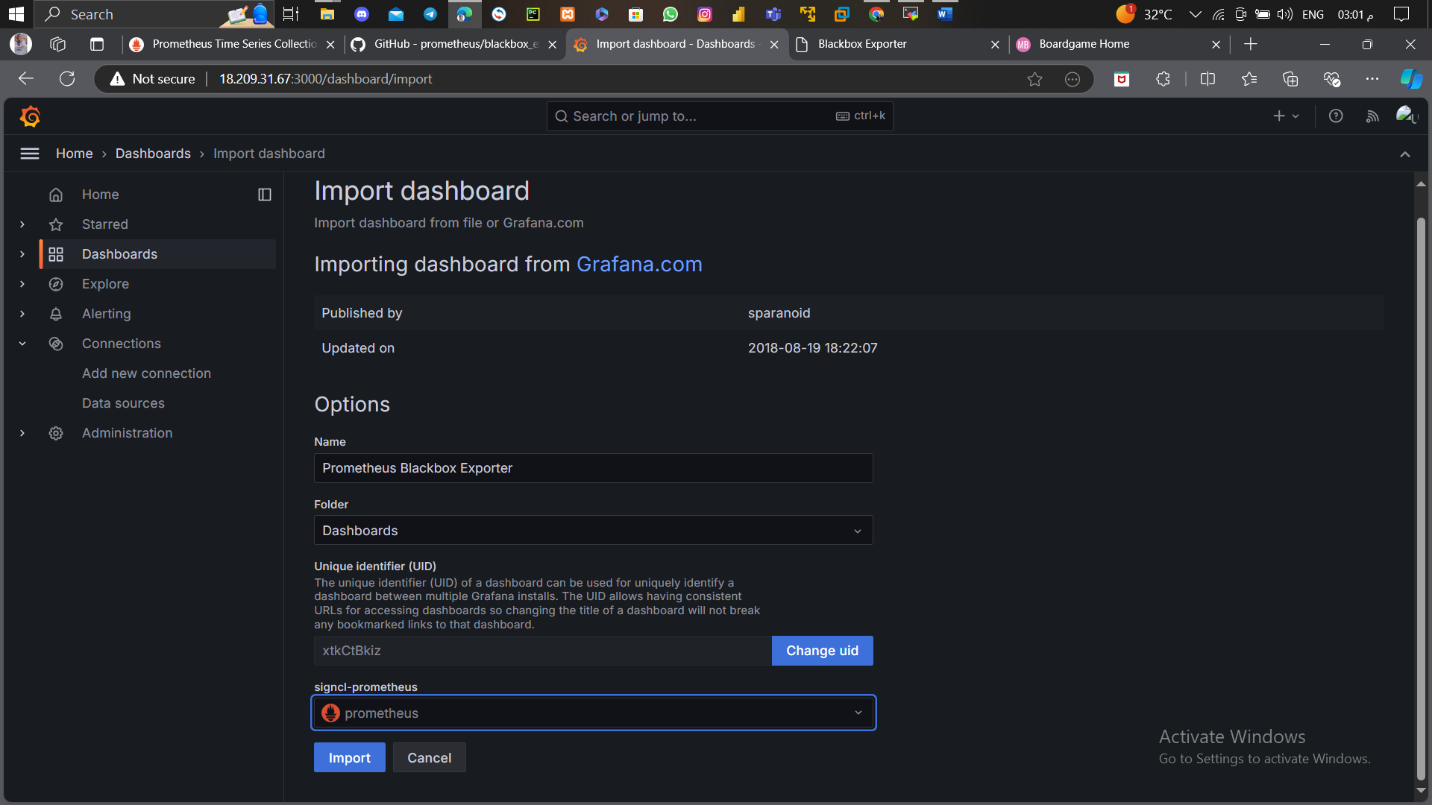 Search
32°C
ENG
03:01 م
Prometheus Time Series Collectio
GitHub - prometheus/blackbox_e
Import dashboard - Dashboards -
Blackbox Exporter
Boardgame Home
Not secure
18.209.31.67:3000/dashboard/import
Search or jump to...
ctrl+k
Home › Dashboards › Import dashboard
Home
Starred
Dashboards
Explore
Alerting
Connections
Add new connection
Data sources
Administration
Import dashboard
Import dashboard from file or Grafana.com
Importing dashboard from Grafana.com
Published by
sparanoid
Updated on
2018-08-19 18:22:07
Options
Name
Prometheus Blackbox Exporter
Folder
Dashboards
Unique identifier (UID)
The unique identifier (UID) of a dashboard can be used for uniquely identify a
dashboard between multiple Grafana installs. The UID allows having consistent
URLs for accessing dashboards so changing the title of a dashboard will not break
any bookmarked links to that dashboard.
xtkCtBkiz
Change uid
signcl-prometheus
prometheus
Import
Cancel
Activate Windows
Go to Settings to activate Windows.